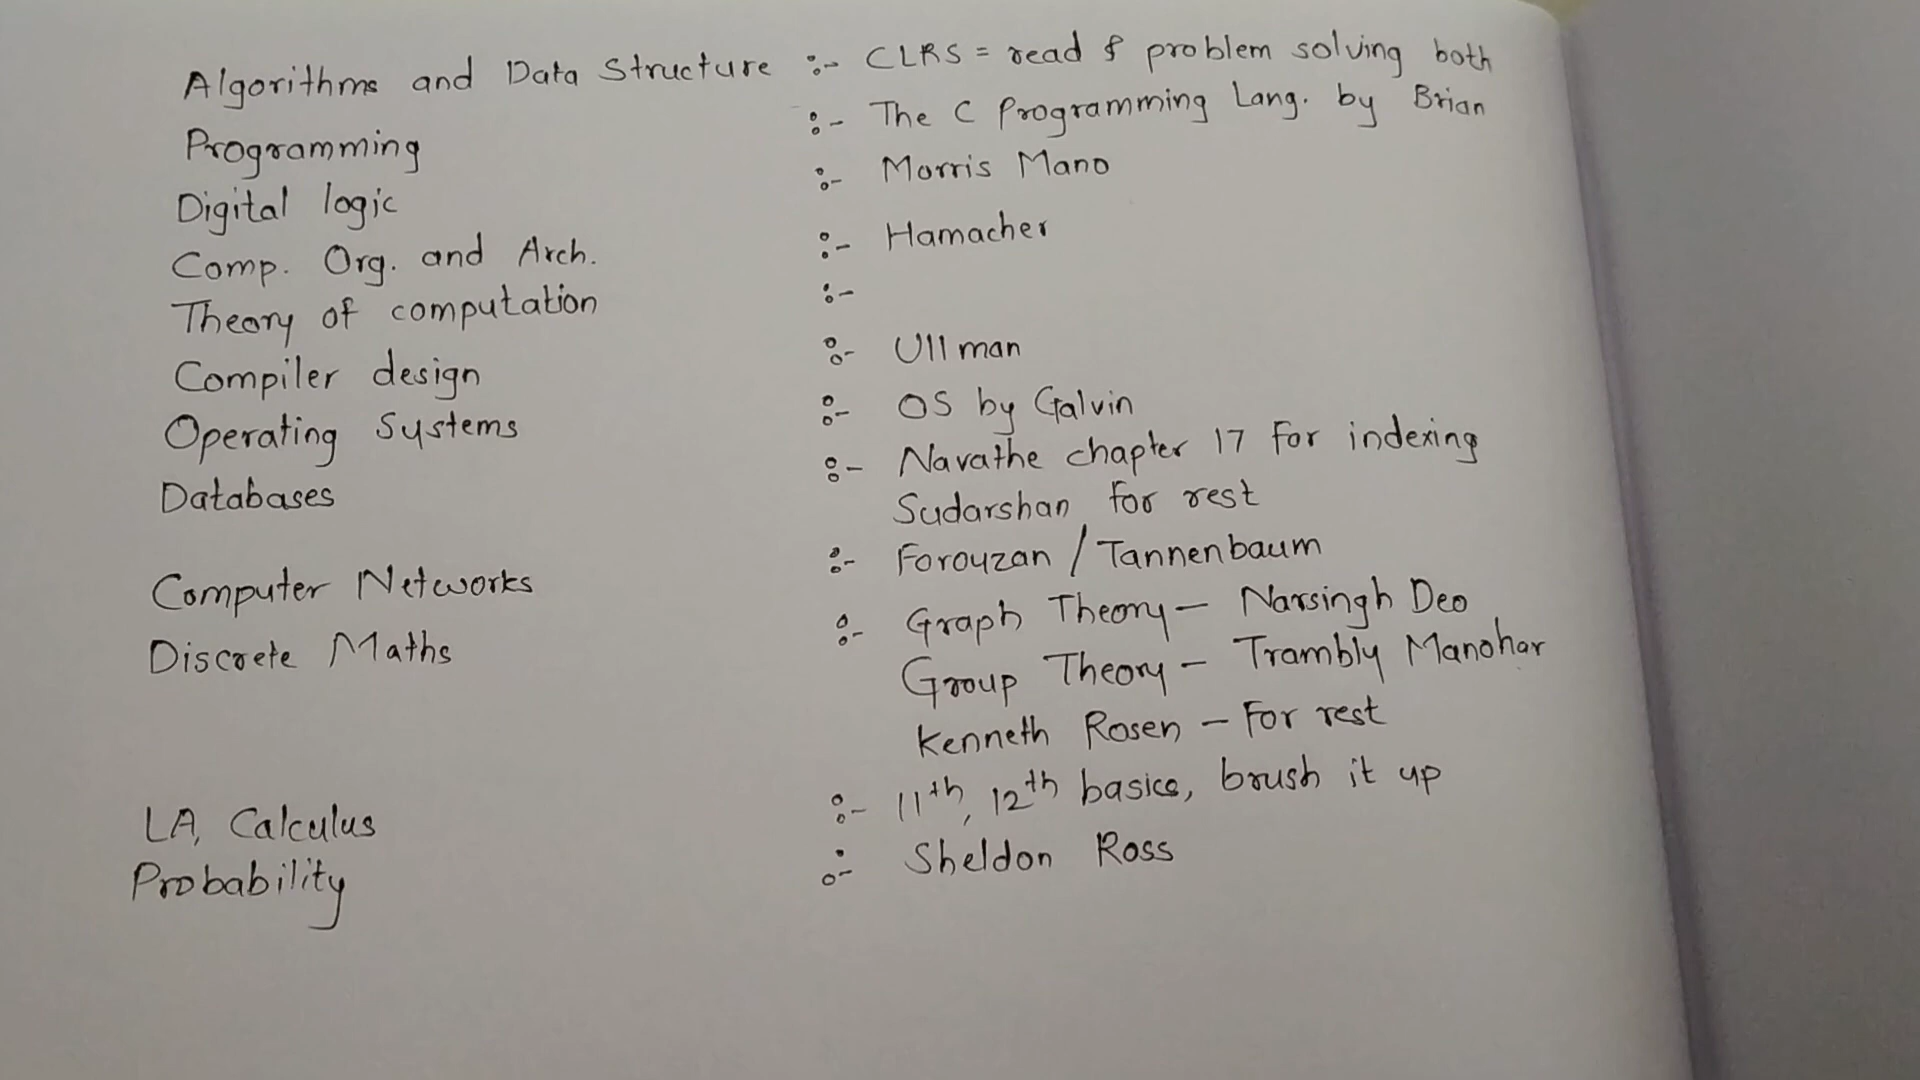 Algorithms and Data Structure :- CLRS = read & problem solving both
Programming :- The C Programming Lang. by Brian
Digital logic :- Morris Mano
Comp. Org. and Arch. :- Hamacher
Theory of computation :-
Compiler design :- Ullman
Operating Systems :- OS by Galvin
Databases :- Navathe chapter 17 For indexing
Sudarshan for rest
Computer Networks :- Forouzan / Tannenbaum
Discrete Maths :- Graph Theory - Narsingh Deo
Group Theory - Trambly Manohar
Kenneth Rosen - For rest
LA, Calculus :- 11th, 12th basics, brush it up
Probability :- Sheldon Ross